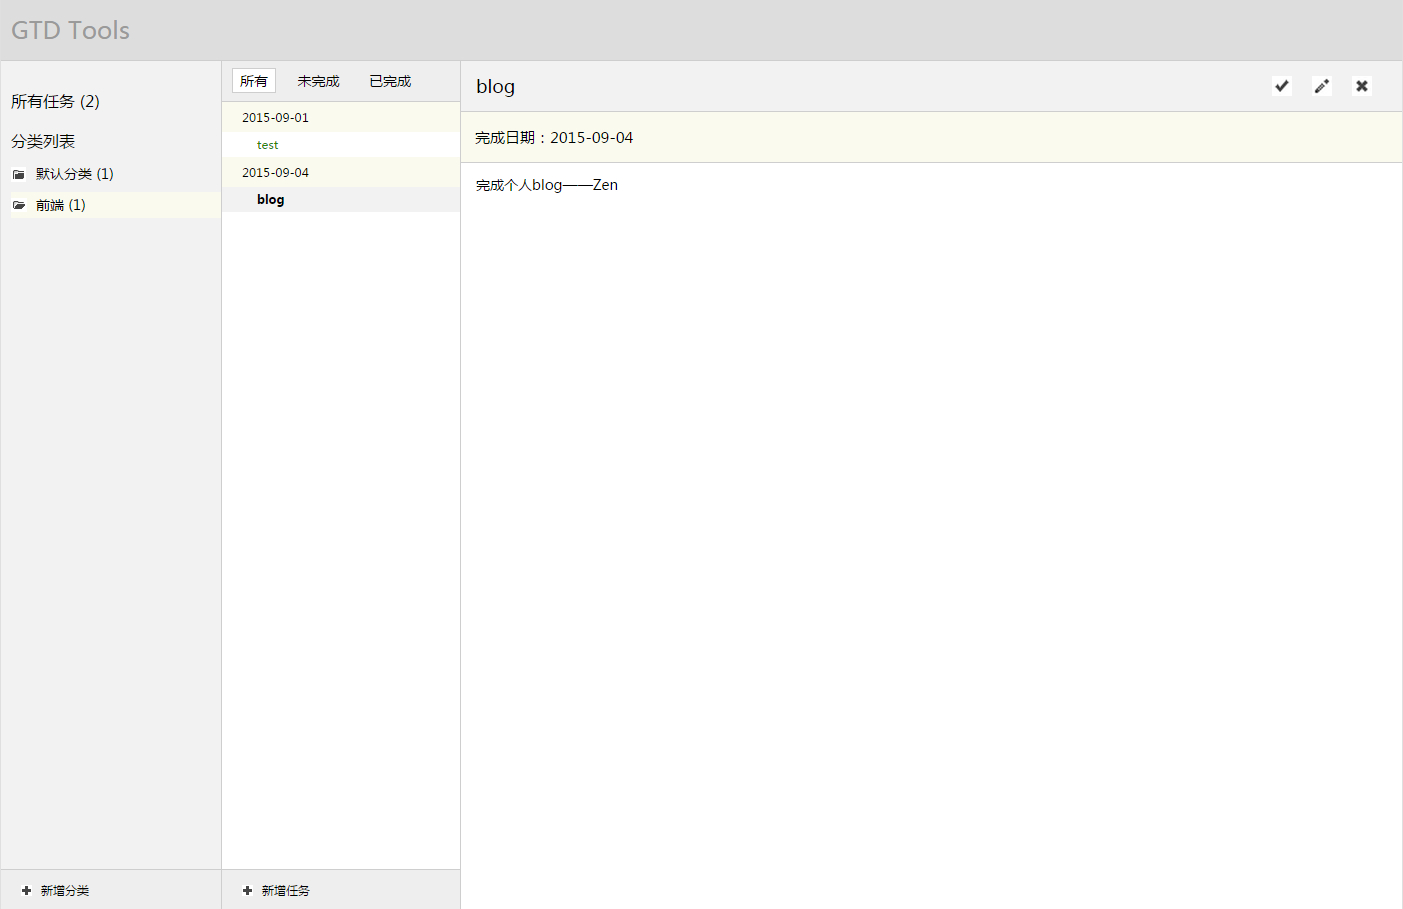 GTD Tools
所有任务 (2)
分类列表
默认分类 (1)
前端 (1)
新增分类
所有 未完成 已完成
2015-09-01
test
2015-09-04
blog
新增任务
blog
完成日期：2015-09-04
完成个人blog——Zen